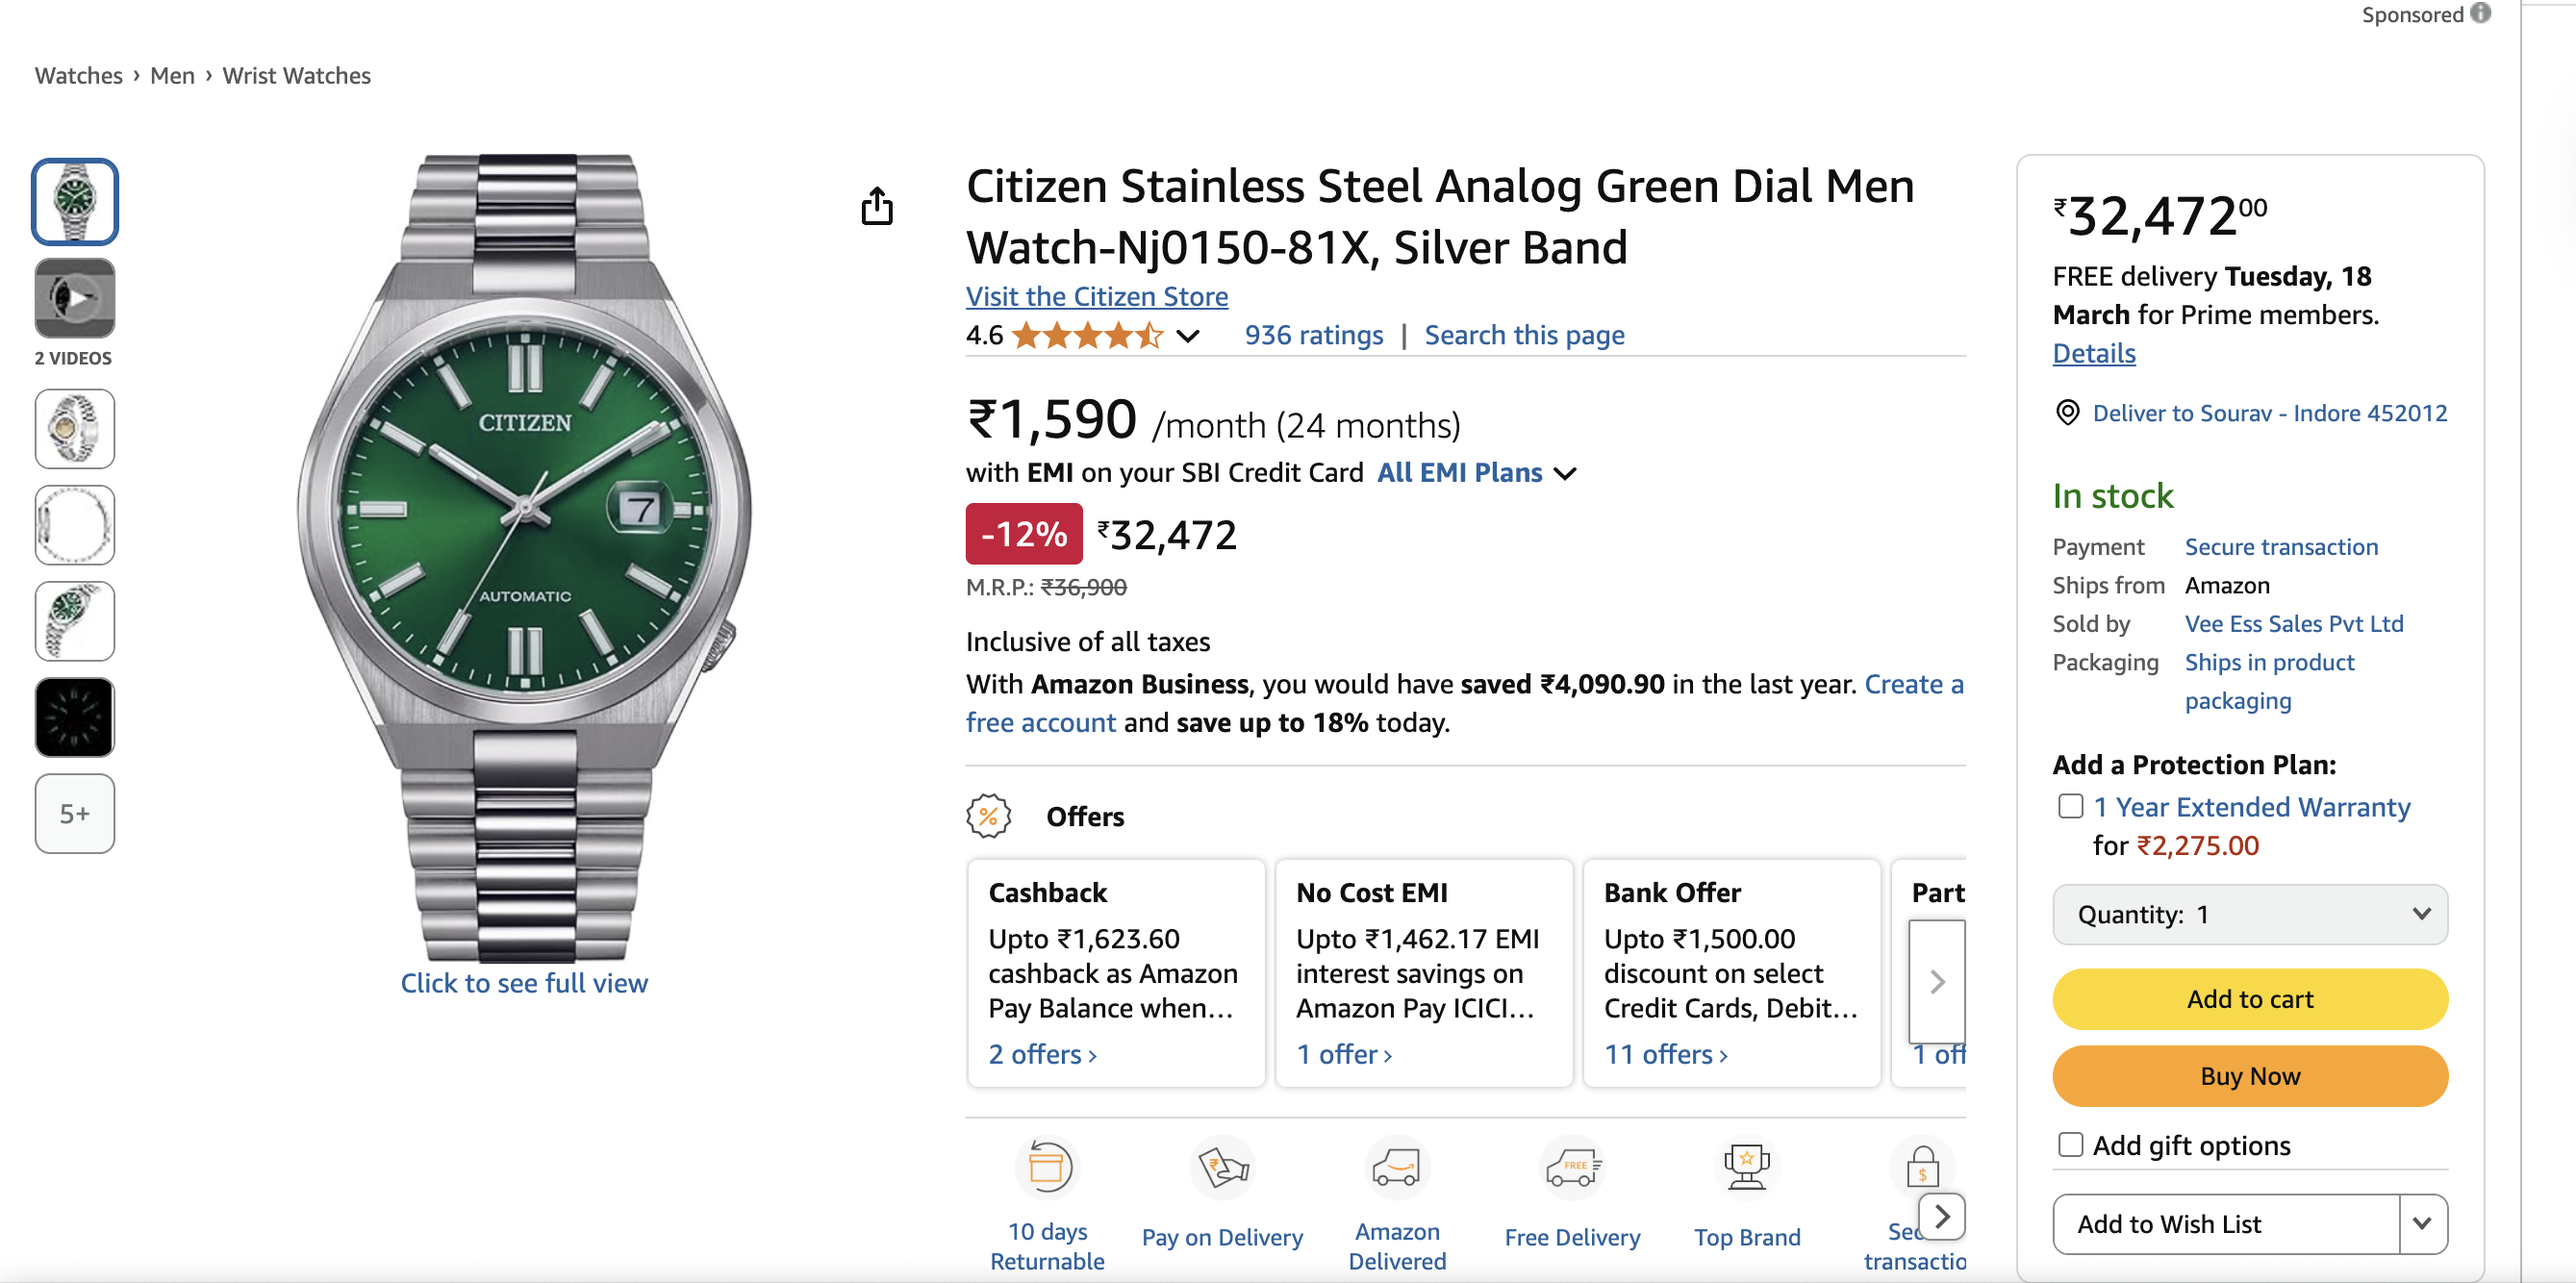 Sponsored
Watches › Men › Wrist Watches
2 VIDEOS
5+
CITIZEN
7
AUTOMATIC
Click to see full view
Citizen Stainless Steel Analog Green Dial Men
Watch-Nj0150-81X, Silver Band
Visit the Citizen Store
4.6
936 ratings | Search this page
₹1,590 /month (24 months)
with EMI on your SBI Credit Card All EMI Plans
-12% ₹32,472
M.R.P.: ₹36,900
Inclusive of all taxes
With Amazon Business, you would have saved ₹4,090.90 in the last year. Create a
free account and save up to 18% today.
% Offers
Cashback
Upto ₹1,623.60
cashback as Amazon
Pay Balance when…
2 offers ›
No Cost EMI
Upto ₹1,462.17 EMI
interest savings on
Amazon Pay ICICI…
1 offer ›
Bank Offer
Upto ₹1,500.00
discount on select
Credit Cards, Debit…
11 offers ›
Part
1 off
10 days
Returnable
Pay on Delivery
Amazon
Delivered
FREE
Free Delivery
Top Brand
$
Sec
transactio
₹32,472 00
FREE delivery Tuesday, 18
March for Prime members.
Details
Deliver to Sourav - Indore 452012
In stock
Payment Secure transaction
Ships from Amazon
Sold by Vee Ess Sales Pvt Ltd
Packaging Ships in product
packaging
Add a Protection Plan:
1 Year Extended Warranty
for ₹2,275.00
Quantity: 1
Add to cart
Buy Now
Add gift options
Add to Wish List